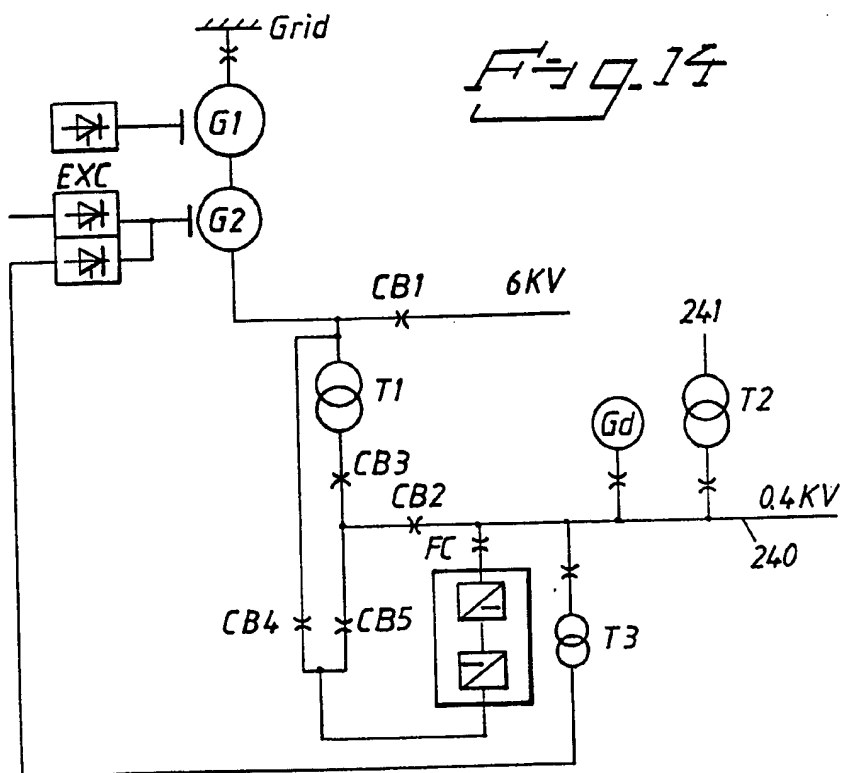 Grid
Fig. 14
G1
EXC
G2
CB1
6KV
241
T1
T2
Gd
CB3
CB2
0.4KV
FC
240
CB4
CB5
T3